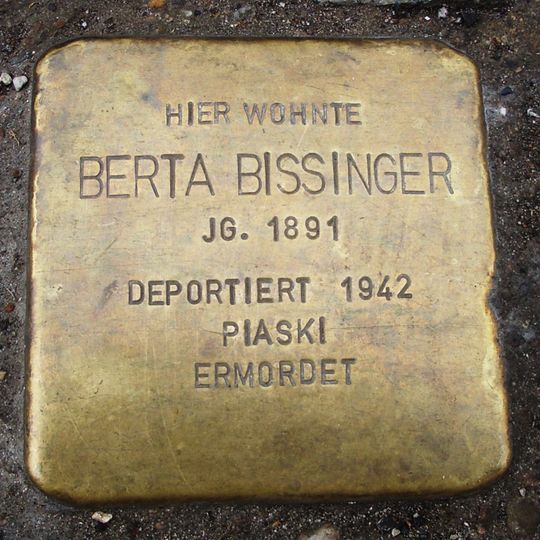 HIER WOHNTE
BERTA BISSINGER
JG. 1891
DEPORTIERT 1942
PIASKI
ERMORDET